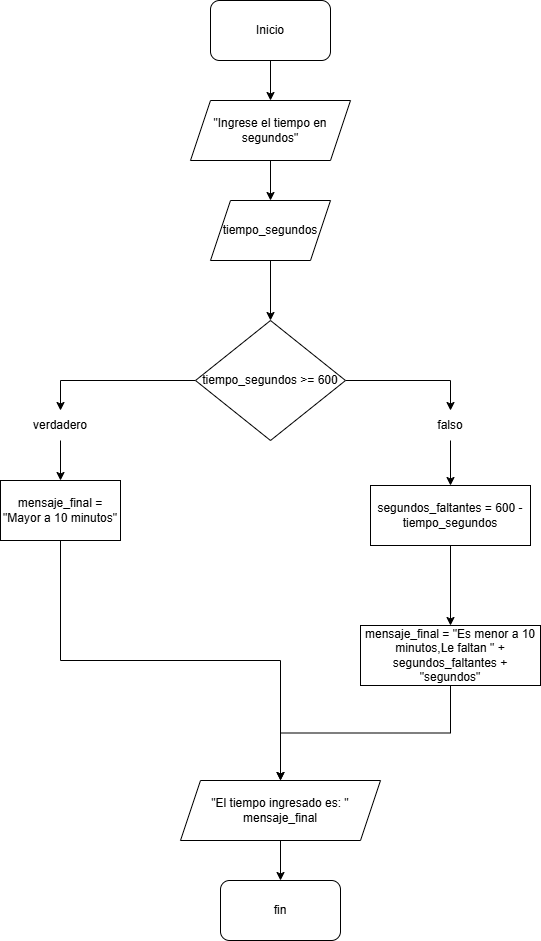 Inicio
"Ingrese el tiempo en
segundos"
tiempo_segundos
tiempo_segundos >= 600
verdadero
falso
mensaje_final =
"Mayor a 10 minutos"
segundos_faltantes = 600 -
tiempo_segundos
mensaje_final = "Es menor a 10
minutos,Le faltan " +
segundos_faltantes +
"segundos"
"El tiempo ingresado es: "
mensaje_final
fin